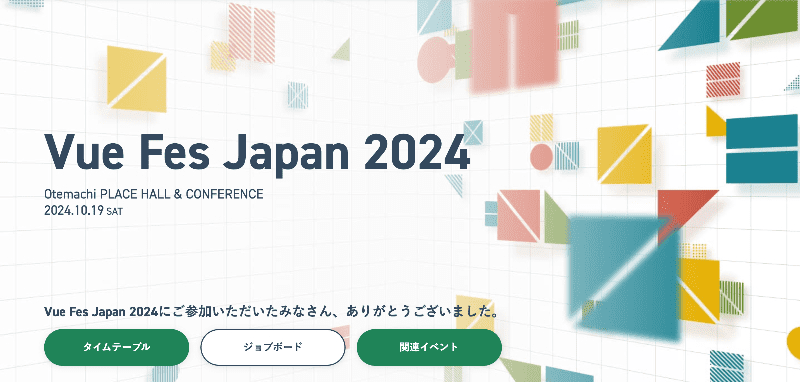 Vue Fes Japan 2024
Otemachi PLACE HALL & CONFERENCE
2024.10.19 SAT
Vue Fes Japan 2024にご参加いただいたみなさん、ありがとうございました。
タイムテーブル
ジョブボード
関連イベント